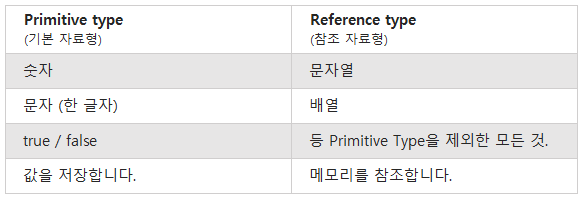 Primitive type
(기본 자료형)
Reference type
(참조 자료형)
숫자
문자열
문자 (한 글자)
배열
true / false
등 Primitive Type을 제외한 모든 것.
값을 저장합니다.
메모리를 참조합니다.